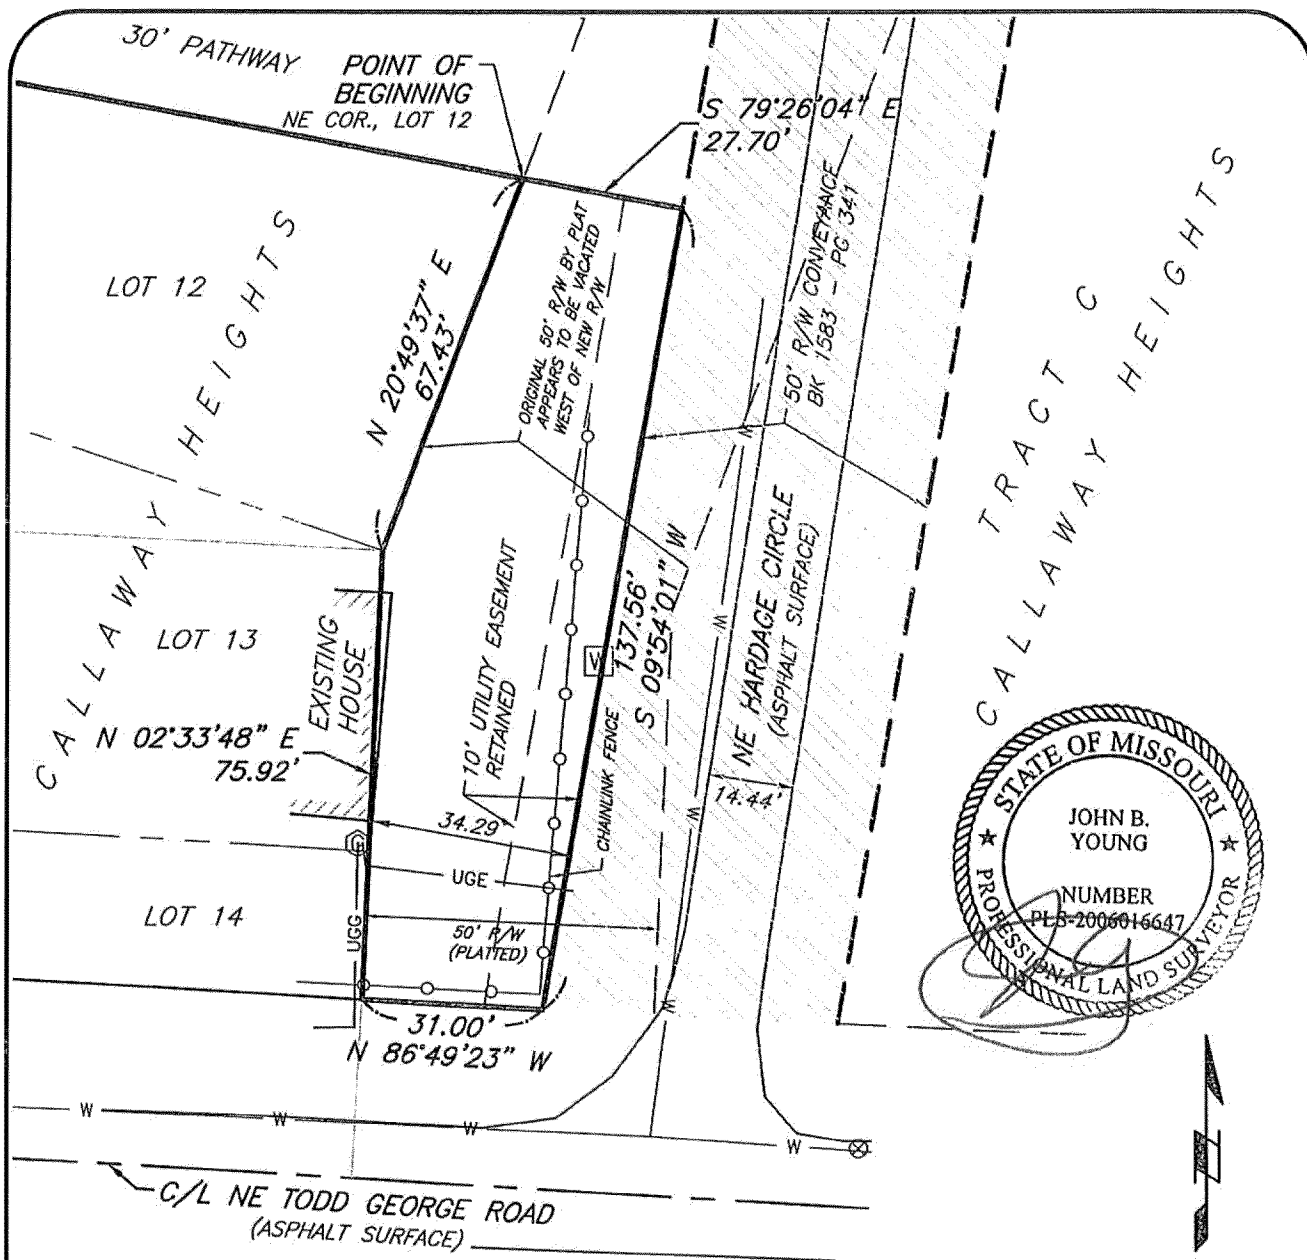 30' PATHWAY
POINT OF
BEGINNING
NE COR., LOT 12
S 79°26'04" E
27.70'
LOT 12
CALLAWAY HEIGHTS
N 20°49'37" E
67.43'
ORIGINAL 50' R/W BY PLAT
APPEARS TO BE VACATED
WEST OF NEW R/W
50' R/W CONVEYANCE
BK 1583 - PG 341
TRACT C
CALLAWAY HEIGHTS
LOT 13
EXISTING
HOUSE
N 02°33'48" E
75.92'
10' UTILITY EASEMENT
RETAINED
W
137.56'
S 09°54'01" W
CHAINLINK FENCE
NE HARDAGE CIRCLE
(ASPHALT SURFACE)
14.44'
34.29'
G
UGE
UGG
LOT 14
50' R/W
(PLATTED)
31.00'
N 86°49'23" W
W
W
W
W
W
W
W
W
W
C/L NE TODD GEORGE ROAD
(ASPHALT SURFACE)
STATE OF MISSOURI
JOHN B.
YOUNG
NUMBER
PLS-2006016647
PROFESSIONAL LAND SURVEYOR